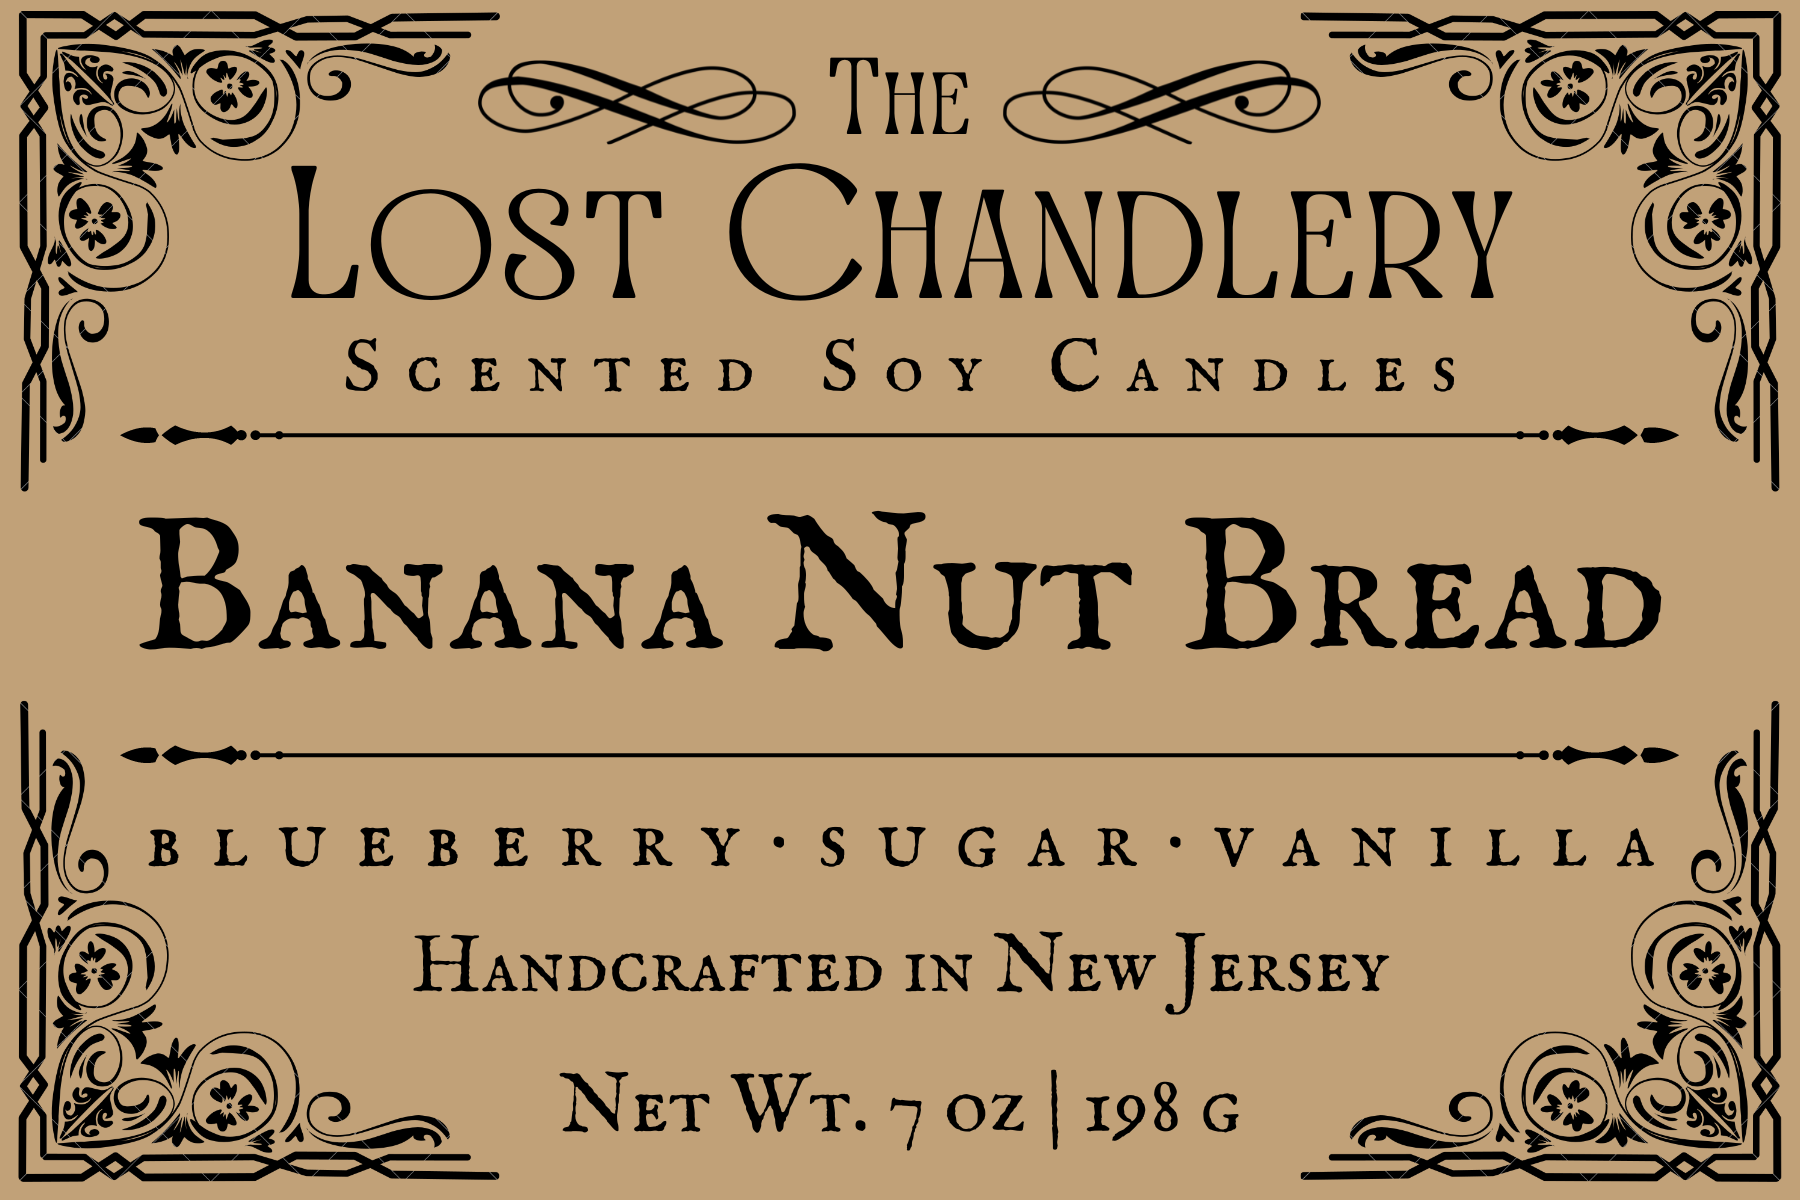 The
Lost Chandlery
Scented Soy Candles
Banana Nut Bread
BLUEBERRY·SUGAR·VANILLA
Handcrafted in New Jersey
Net Wt. 7 oz | 198 g